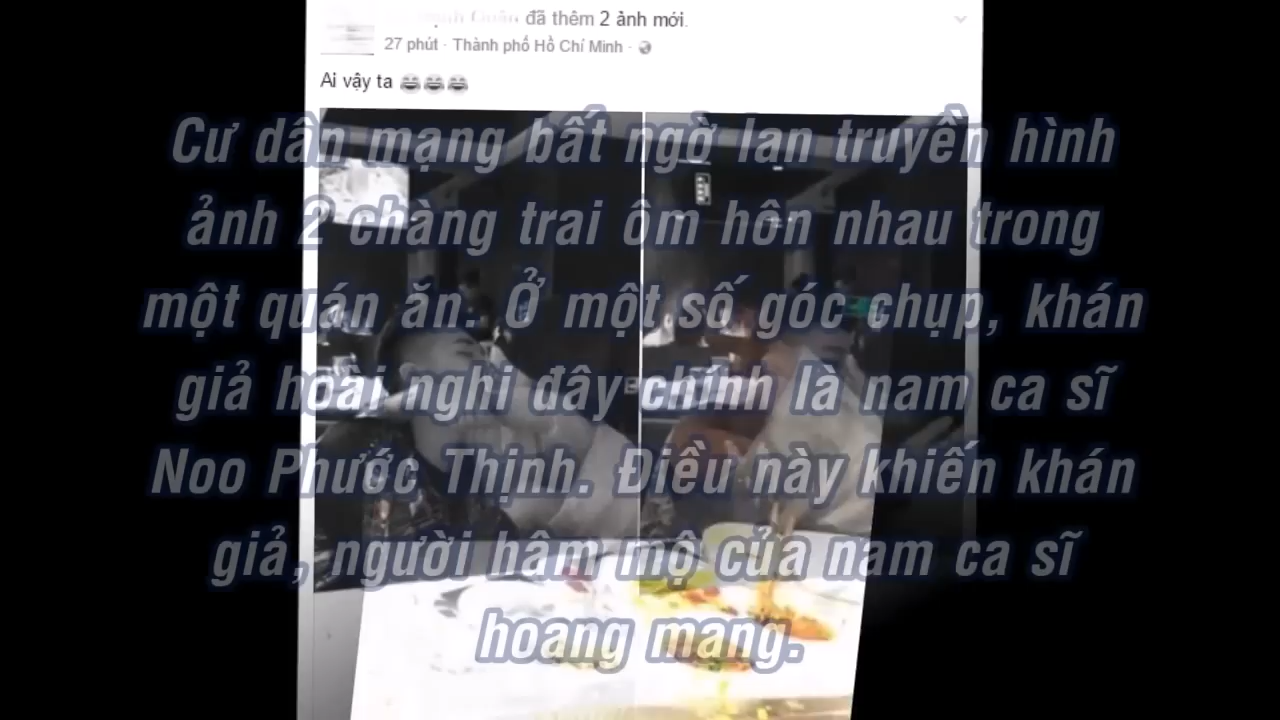 đã thêm 2 ảnh mới.
27 phút · Thành phố Hồ Chí Minh ·
Ai vậy ta 😂😂😂
Cư dân mạng bất ngờ lan truyền hình
ảnh 2 chàng trai ôm hôn nhau trong
một quán ăn. Ở một số góc chụp, khán
giả hoài nghi đây chính là nam ca sĩ
Noo Phước Thịnh. Điều này khiến khán
giả, người hâm mộ của nam ca sĩ
hoang mang.